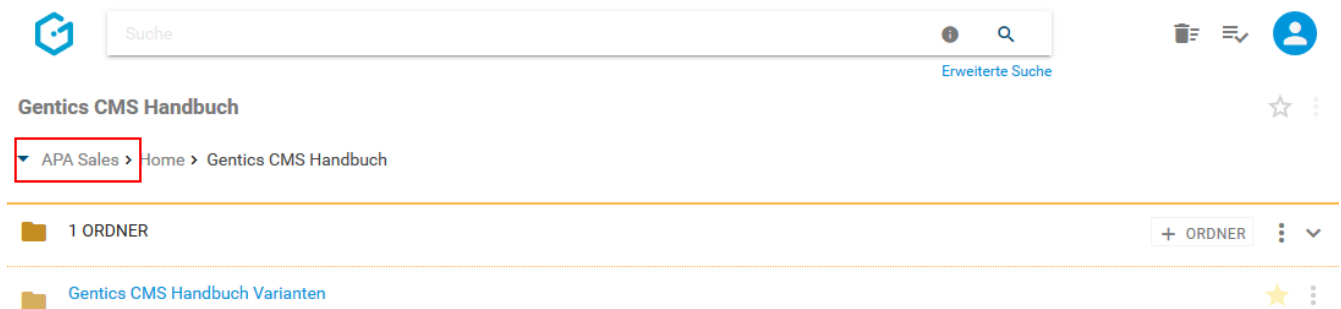 Suche
Erweiterte Suche
Gentics CMS Handbuch
APA Sales > Home > Gentics CMS Handbuch
1 ORDNER + ORDNER
Gentics CMS Handbuch Varianten